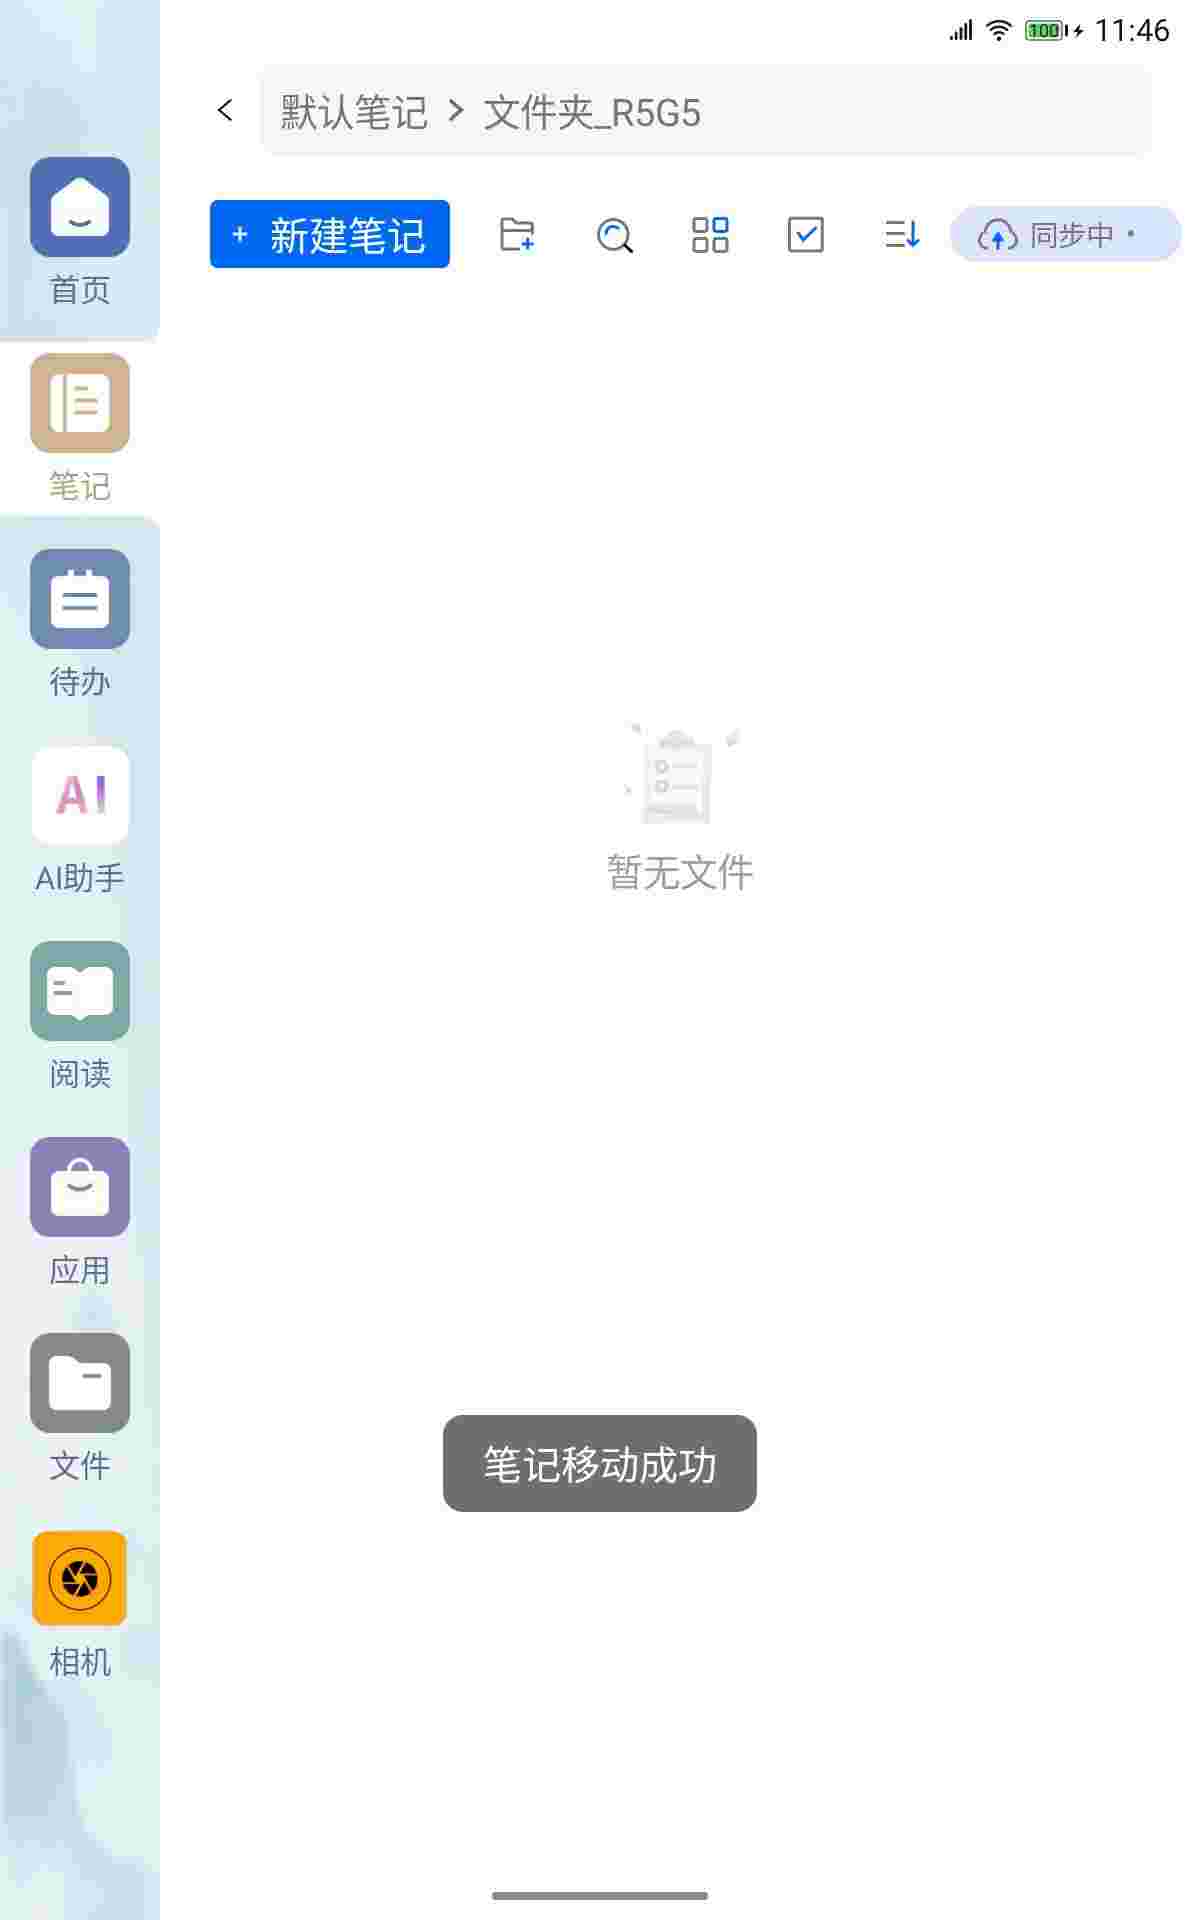 100 11:46
默认笔记 > 文件夹_R5G5
+ 新建笔记
同步中 ·
首页
笔记
待办
AI
AI助手
阅读
应用
文件
相机
暂无文件
笔记移动成功